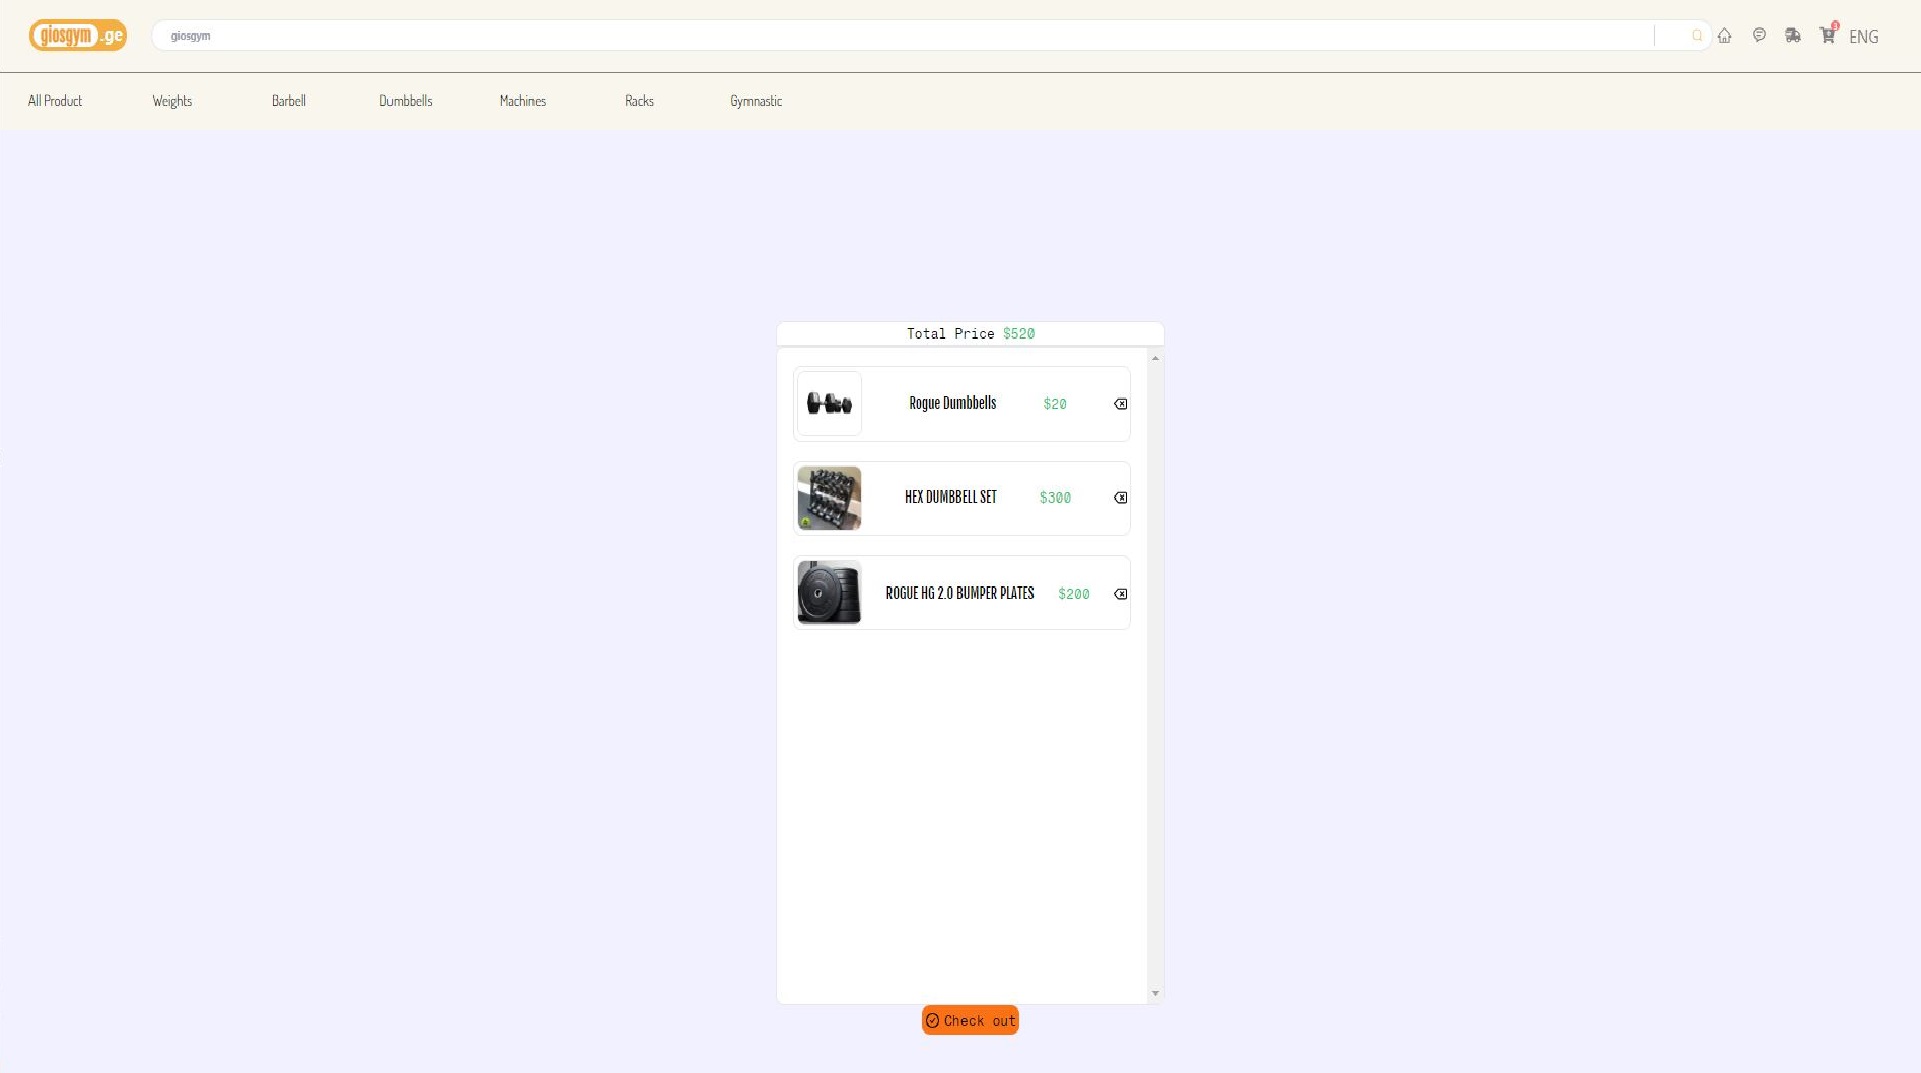 giosgym.ge
giosgym
3
ENG
All Product
Weights
Barbell
Dumbbells
Machines
Racks
Gymnastic
Total Price $520
Rogue Dumbbells $20
HEX DUMBBELL SET $300
ROGUE HG 2.0 BUMPER PLATES $200
Check out